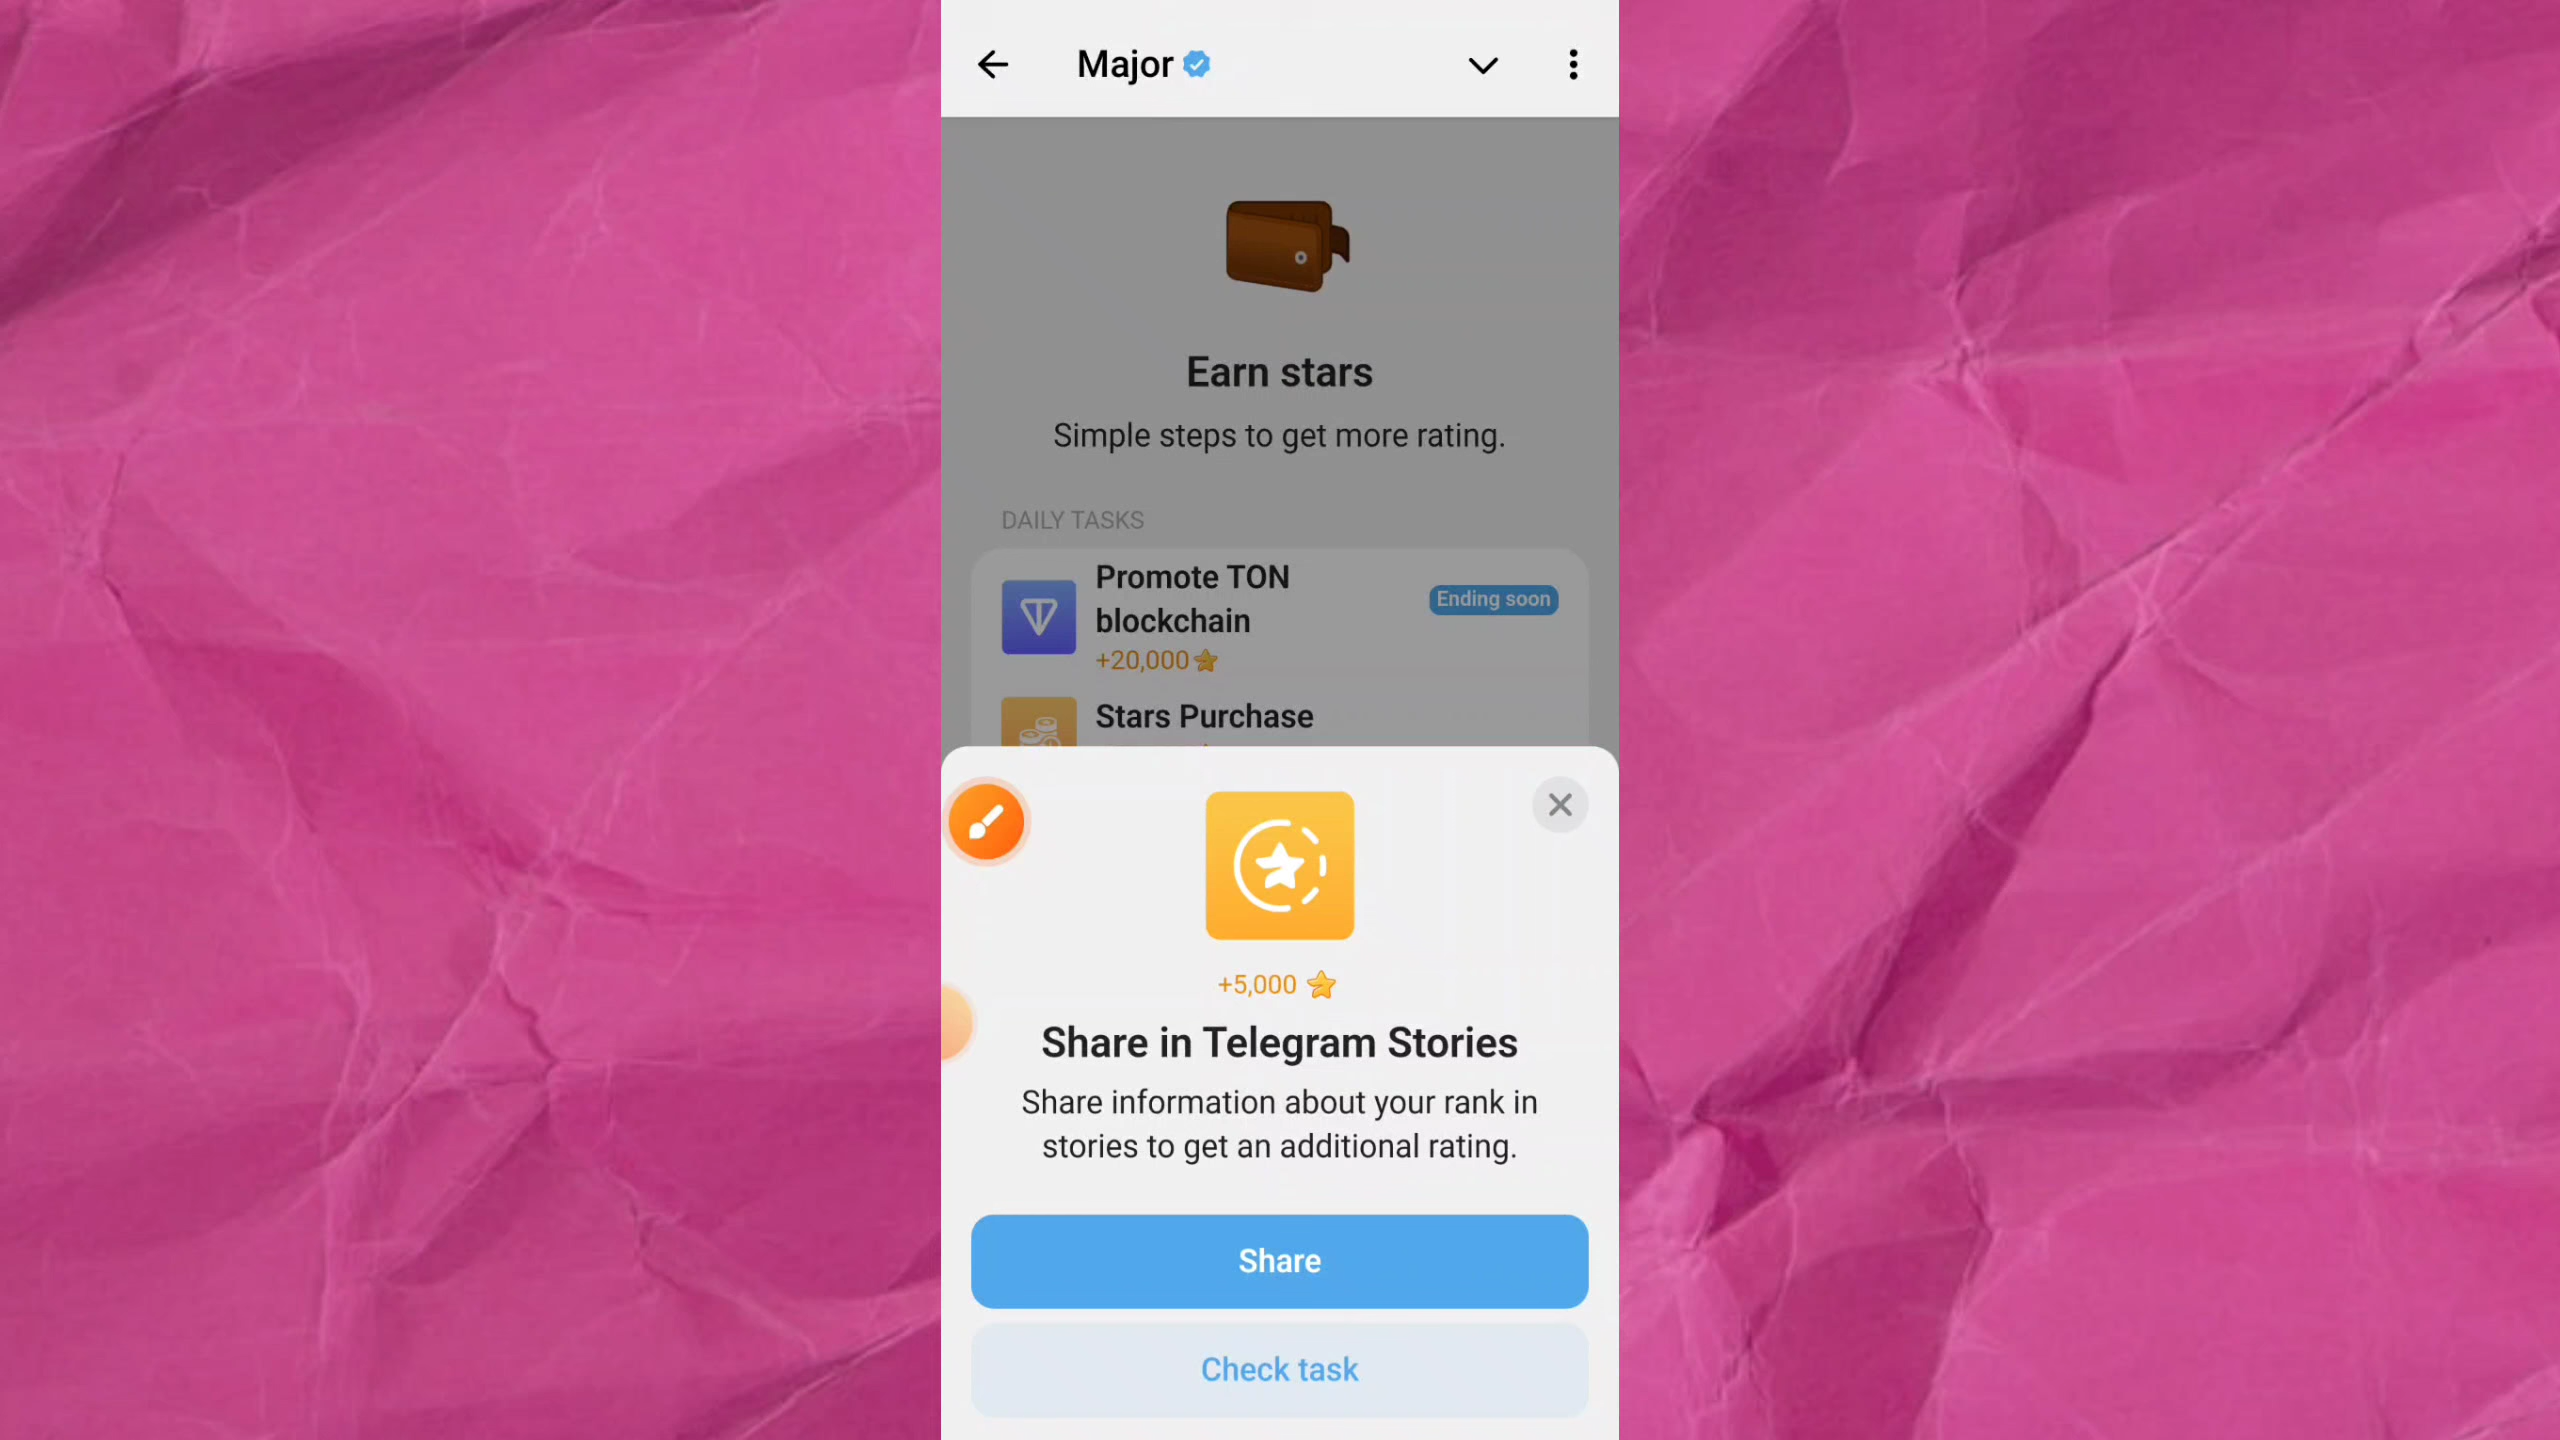 Major
Earn stars
Simple steps to get more rating.
DAILY TASKS
Promote TON
blockchain
Ending soon
+20,000
Stars Purchase
+5,000
Share in Telegram Stories
Share information about your rank in
stories to get an additional rating.
Share
Check task